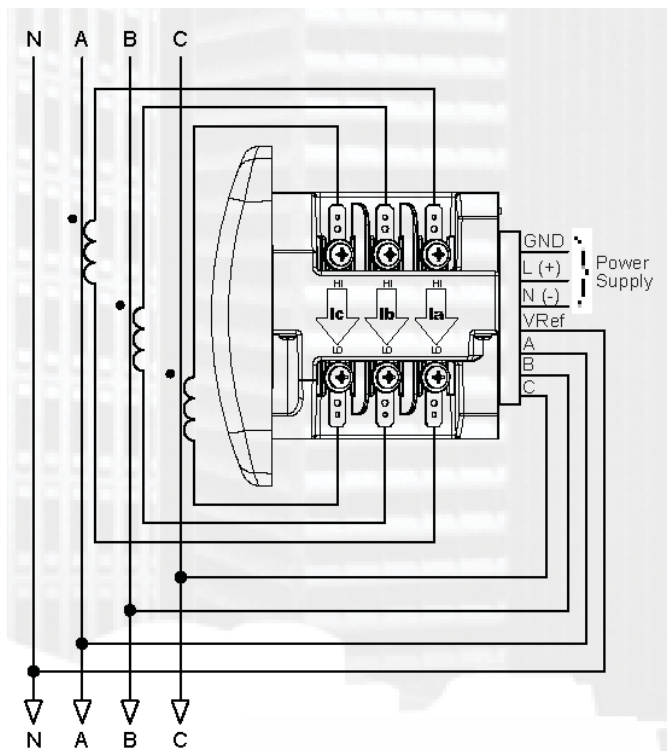 N A B C
GND
L (+)
N (-)
Power
Supply
VRef
A
B
C
HI HI HI
Ic Ib Ia
LO LO LO
N A B C